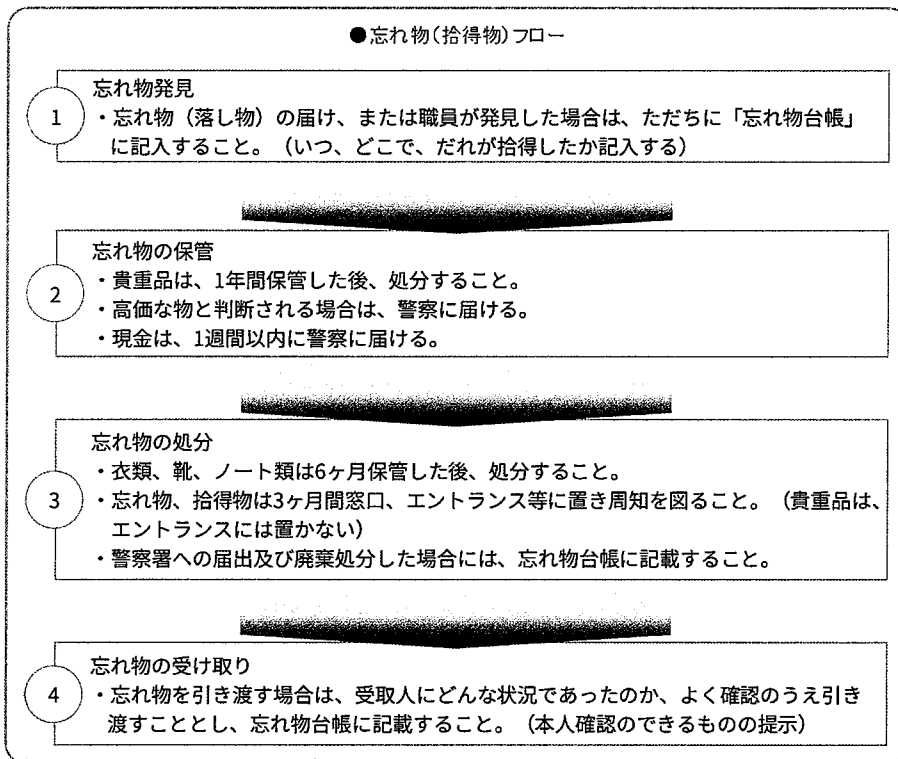 ●忘れ物(拾得物)フロー
1
忘れ物発見
・忘れ物（落し物）の届け、または職員が発見した場合は、ただちに「忘れ物台帳」
に記入すること。（いつ、どこで、だれが拾得したか記入する）
2
忘れ物の保管
・貴重品は、1年間保管した後、処分すること。
・高価な物と判断される場合は、警察に届ける。
・現金は、1週間以内に警察に届ける。
3
忘れ物の処分
・衣類、靴、ノート類は6ヶ月保管した後、処分すること。
・忘れ物、拾得物は3ヶ月間窓口、エントランス等に置き周知を図ること。（貴重品は、
エントランスには置かない）
・警察署への届出及び廃棄処分した場合には、忘れ物台帳に記載すること。
4
忘れ物の受け取り
・忘れ物を引き渡す場合は、受取人にどんな状況であったのか、よく確認のうえ引き
渡すこととし、忘れ物台帳に記載すること。（本人確認のできるものの提示）